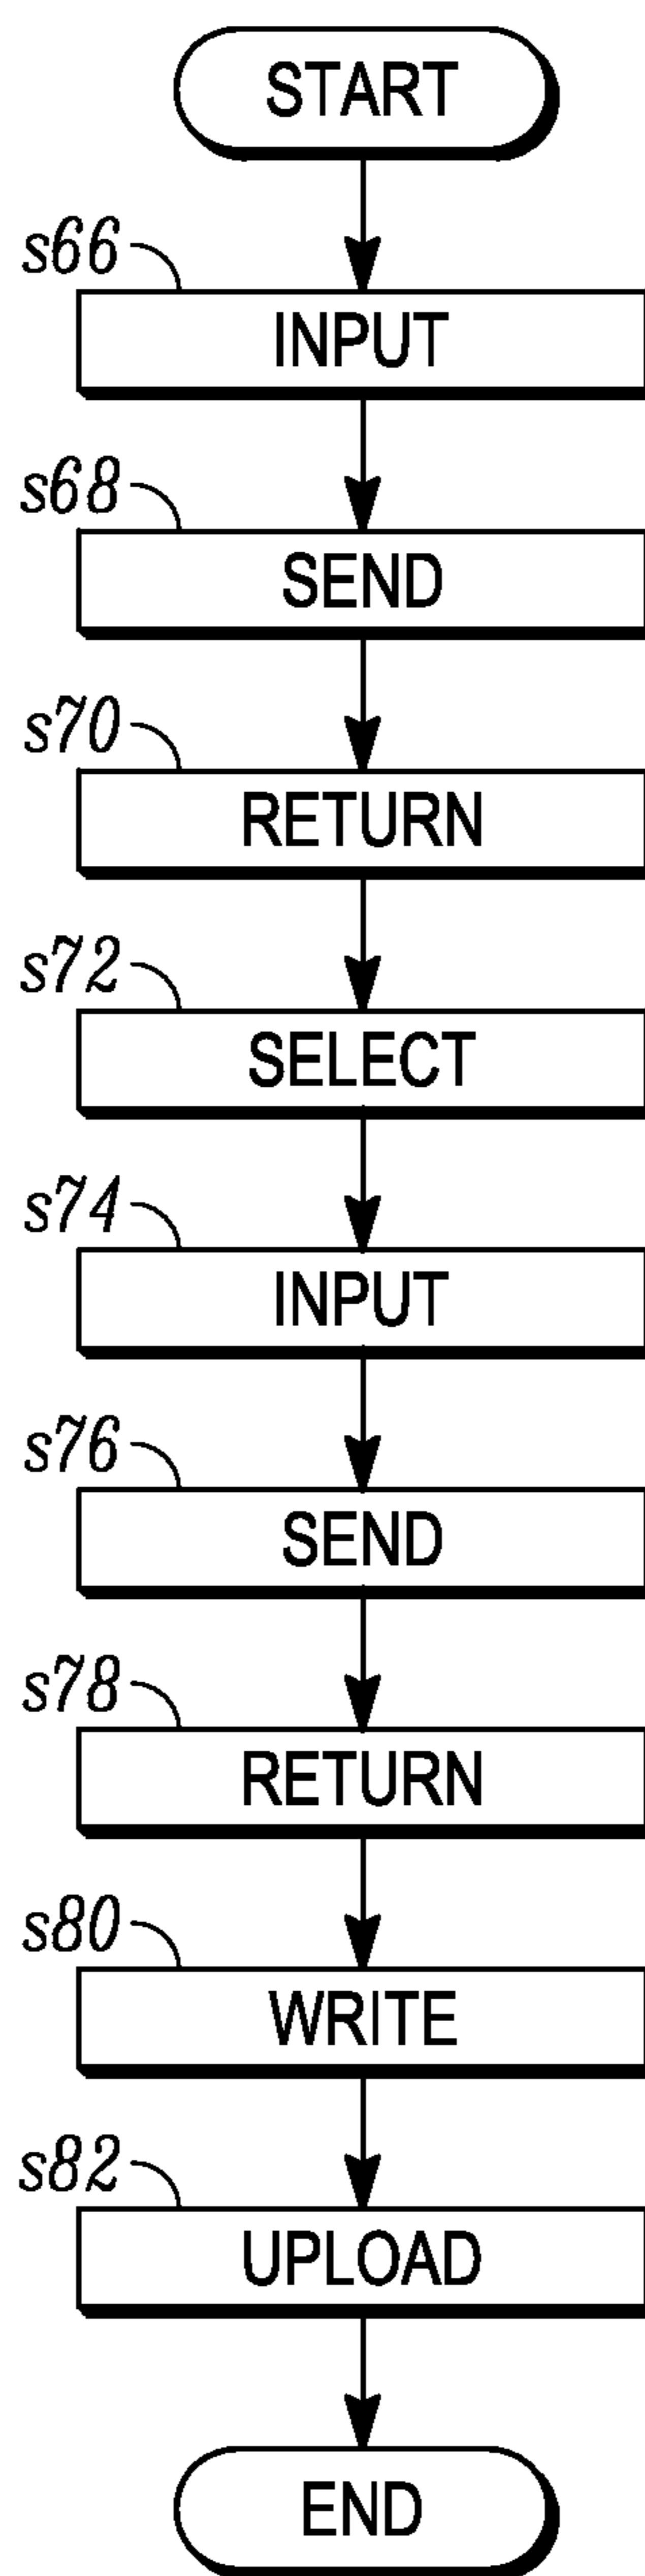 START
s66
INPUT
s68
SEND
s70
RETURN
s72
SELECT
s74
INPUT
s76
SEND
s78
RETURN
s80
WRITE
s82
UPLOAD
END